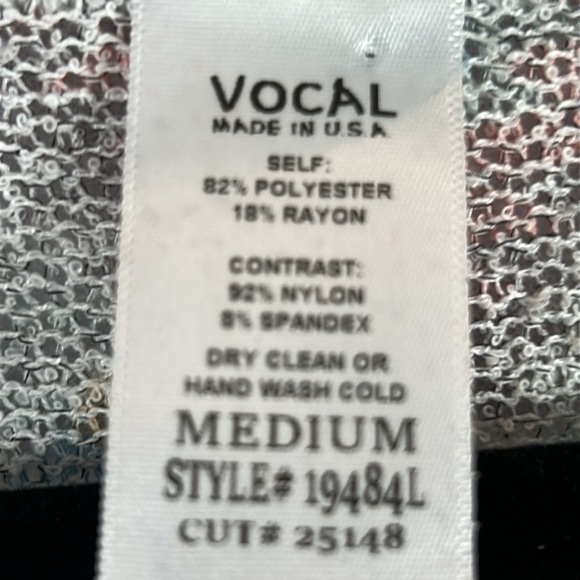 VOCAL
MADE IN U.S.A
SELF:
82% POLYESTER
18% RAYON
CONTRAST:
92% NYLON
8% SPANDEX
DRY CLEAN OR
HAND WASH COLD
MEDIUM
STYLE# 19484L
CUT# 25148